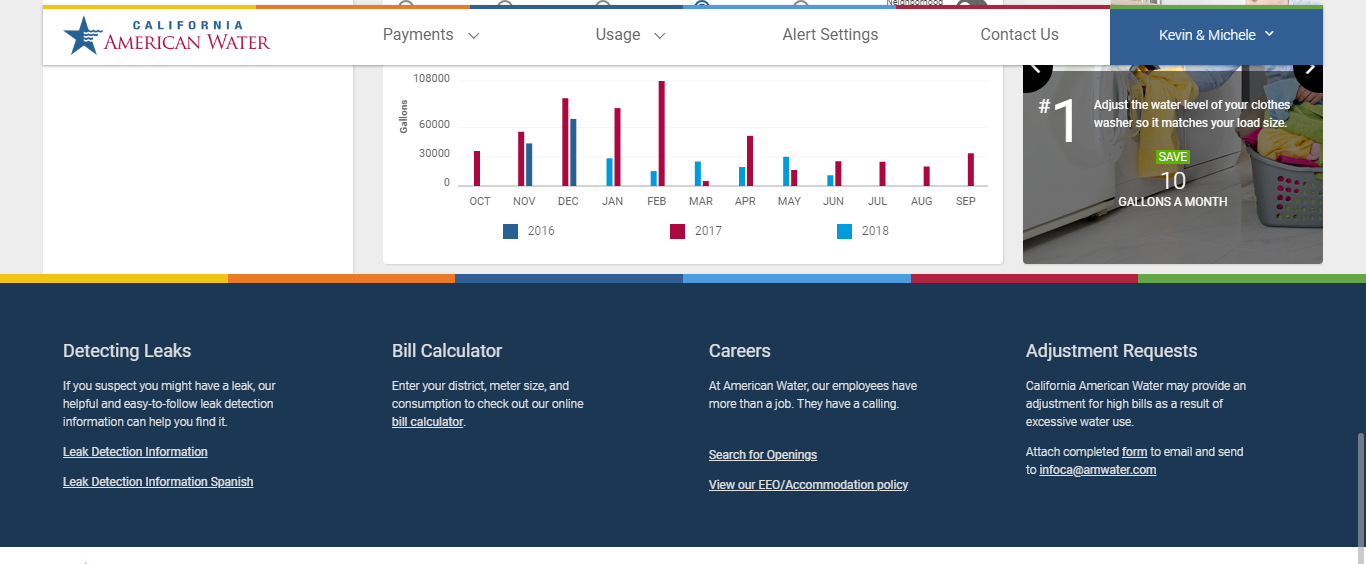 Neighborhood
CALIFORNIA
AMERICAN WATER
Payments
Usage
Alert Settings
Contact Us
Kevin & Michele
Gallons
108000
60000
30000
0
OCT NOV DEC JAN FEB MAR APR MAY JUN JUL AUG SEP
2016 2017 2018
#1
Adjust the water level of your clothes
washer so it matches your load size.
SAVE
10
GALLONS A MONTH
Detecting Leaks
If you suspect you might have a leak, our
helpful and easy-to-follow leak detection
information can help you find it.
Leak Detection Information
Leak Detection Information Spanish
Bill Calculator
Enter your district, meter size, and
consumption to check out our online
bill calculator.
Careers
At American Water, our employees have
more than a job. They have a calling.
Search for Openings
View our EEO/Accommodation policy
Adjustment Requests
California American Water may provide an
adjustment for high bills as a result of
excessive water use.
Attach completed form to email and send
to infoca@amwater.com